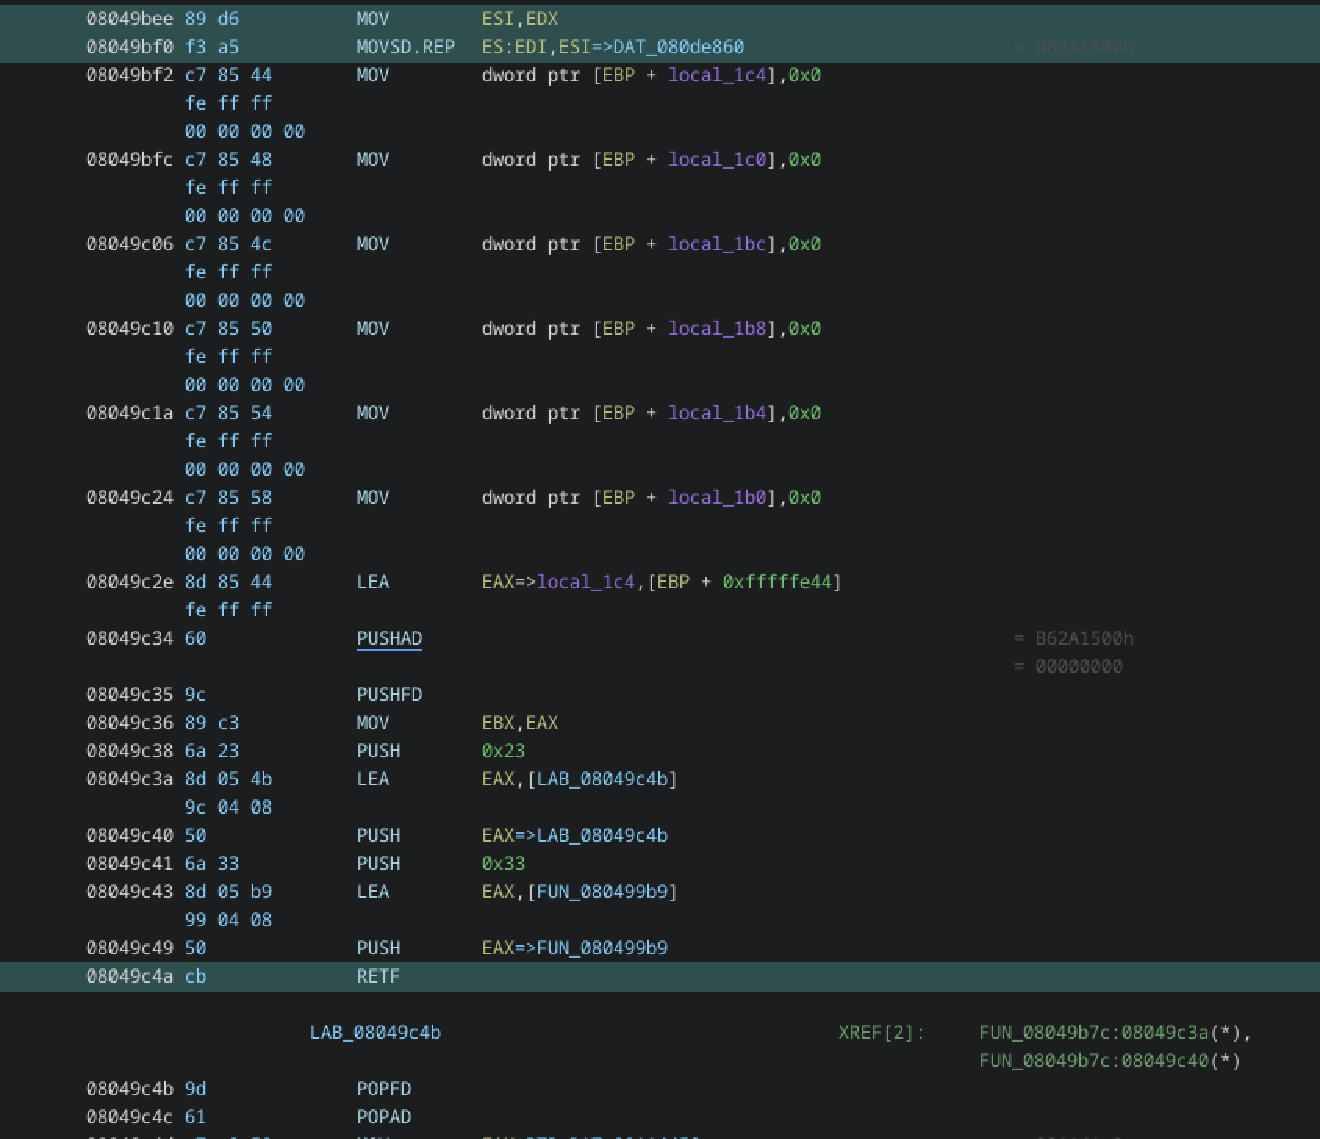 08049bee 89 d6 MOV ESI,EDX
08049bf0 f3 a5 MOVSD.REP ES:EDI,ESI=>DAT_080de860 = B62A1500h
08049bf2 c7 85 44 MOV dword ptr [EBP + local_1c4],0x0
fe ff ff
00 00 00 00
08049bfc c7 85 48 MOV dword ptr [EBP + local_1c0],0x0
fe ff ff
00 00 00 00
08049c06 c7 85 4c MOV dword ptr [EBP + local_1bc],0x0
fe ff ff
00 00 00 00
08049c10 c7 85 50 MOV dword ptr [EBP + local_1b8],0x0
fe ff ff
00 00 00 00
08049c1a c7 85 54 MOV dword ptr [EBP + local_1b4],0x0
fe ff ff
00 00 00 00
08049c24 c7 85 58 MOV dword ptr [EBP + local_1b0],0x0
fe ff ff
00 00 00 00
08049c2e 8d 85 44 LEA EAX=>local_1c4,[EBP + 0xfffffe44]
fe ff ff
08049c34 60 PUSHAD = B62A1500h
= 00000000
08049c35 9c PUSHFD
08049c36 89 c3 MOV EBX,EAX
08049c38 6a 23 PUSH 0x23
08049c3a 8d 05 4b LEA EAX,[LAB_08049c4b]
9c 04 08
08049c40 50 PUSH EAX=>LAB_08049c4b
08049c41 6a 33 PUSH 0x33
08049c43 8d 05 b9 LEA EAX,[FUN_080499b9]
99 04 08
08049c49 50 PUSH EAX=>FUN_080499b9
08049c4a cb RETF
LAB_08049c4b XREF[2]: FUN_08049b7c:08049c3a(*),
FUN_08049b7c:08049c40(*)
08049c4b 9d POPFD
08049c4c 61 POPAD